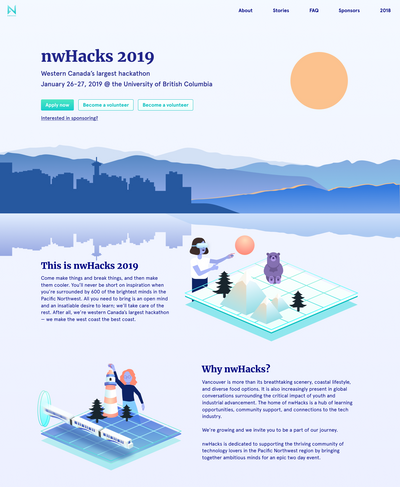 N
About Stories FAQ Sponsors 2018
nwHacks 2019
Western Canada's largest hackathon
January 26-27, 2019 @ the University of British Columbia
Apply now Become a volunteer Become a volunteer
Interested in sponsoring?
This is nwHacks 2019
Come make things and break things, and then make
them cooler. You'll never be short on inspiration when
you're surrounded by 600 of the brightest minds in the
Pacific Northwest. All you need to bring is an open mind
and an insatiable desire to learn; we'll take care of the
rest. After all, we're western Canada's largest hackathon
— we make the west coast the best coast.
Why nwHacks?
Vancouver is more than its breathtaking scenery, coastal lifestyle,
and diverse food options. It is also increasingly present in global
conversations surrounding the critical impact of youth and
industrial advancement. The home of nwHacks is a hub of learning
opportunities, community support, and connections to the tech
industry.
We're growing and we invite you to be a part of our journey.
nwHacks is dedicated to supporting the thriving community of
technology lovers in the Pacific Northwest region by bringing
together ambitious minds for an epic two day event.